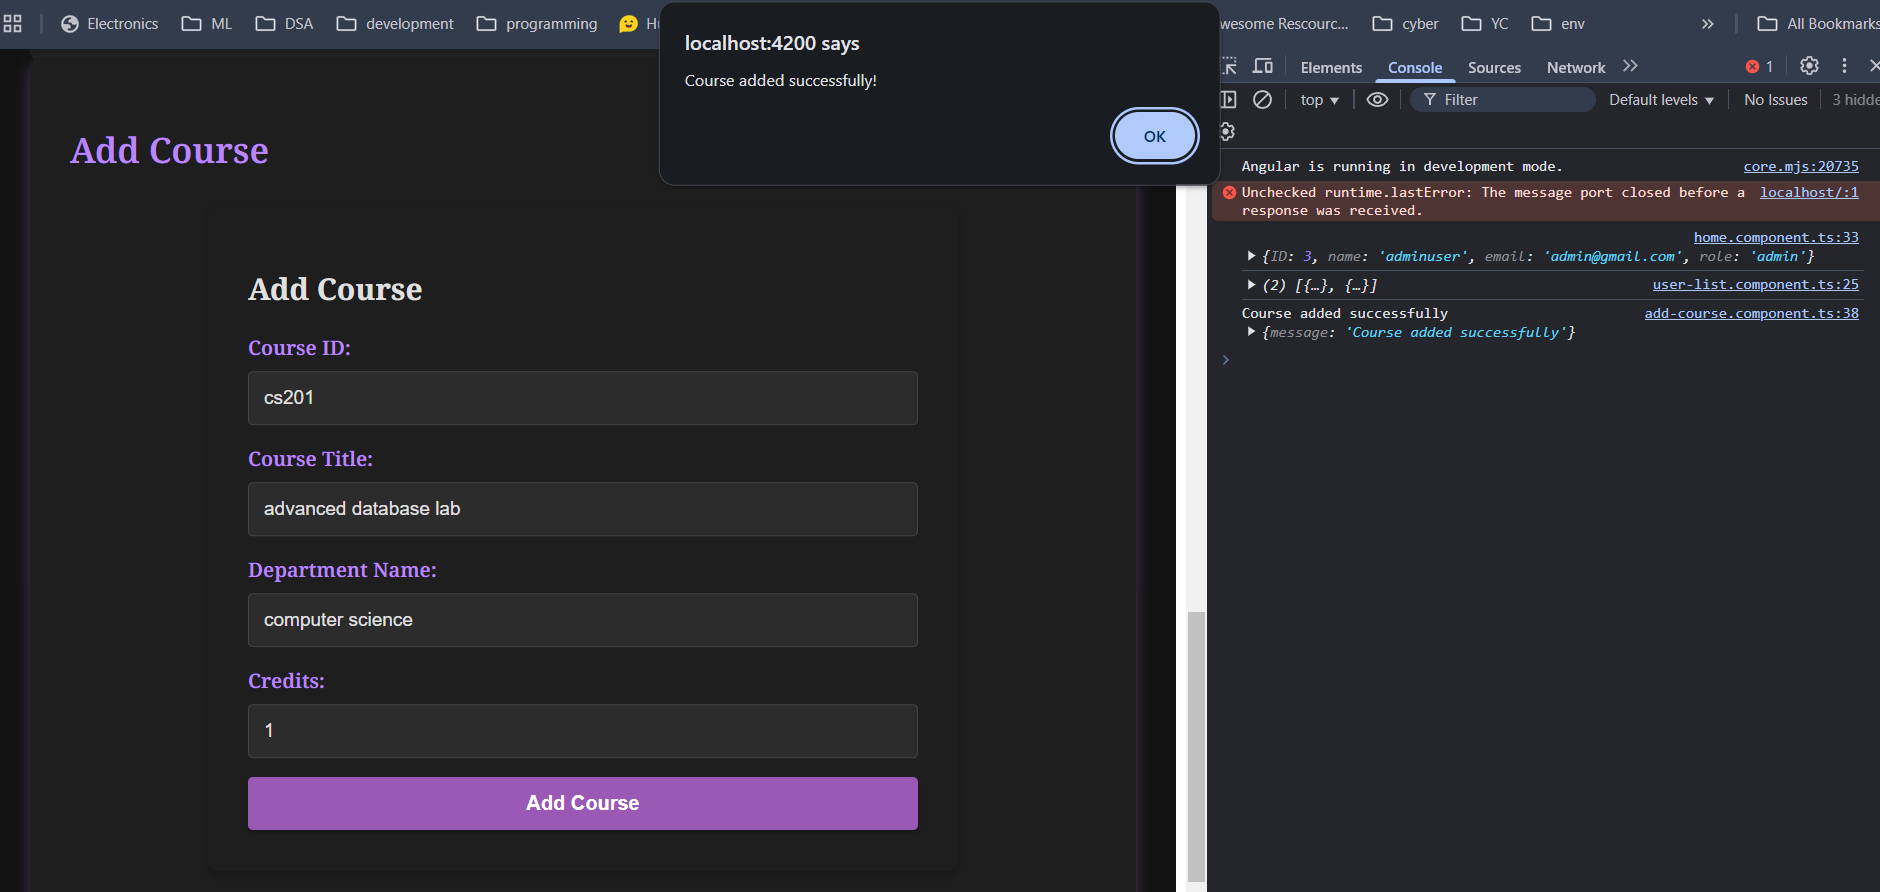 Electronics ML DSA development programming
localhost:4200 says
Course added successfully!
OK
cyber YC env All Bookmarks
Add Course
Add Course
Course ID:
cs201
Course Title:
advanced database lab
Department Name:
computer science
Credits:
1
Add Course
Elements Console Sources Network 1
top Filter Default levels No Issues 3
Angular is running in development mode. core.mjs:20735
Unchecked runtime.lastError: The message port closed before a localhost/:1
response was received.
home.component.ts:33
{ID: 3, name: 'adminuser', email: 'admin@gmail.com', role: 'admin'}
(2) [{…}, {…}] user-list.component.ts:25
Course added successfully add-course.component.ts:38
{message: 'Course added successfully'}